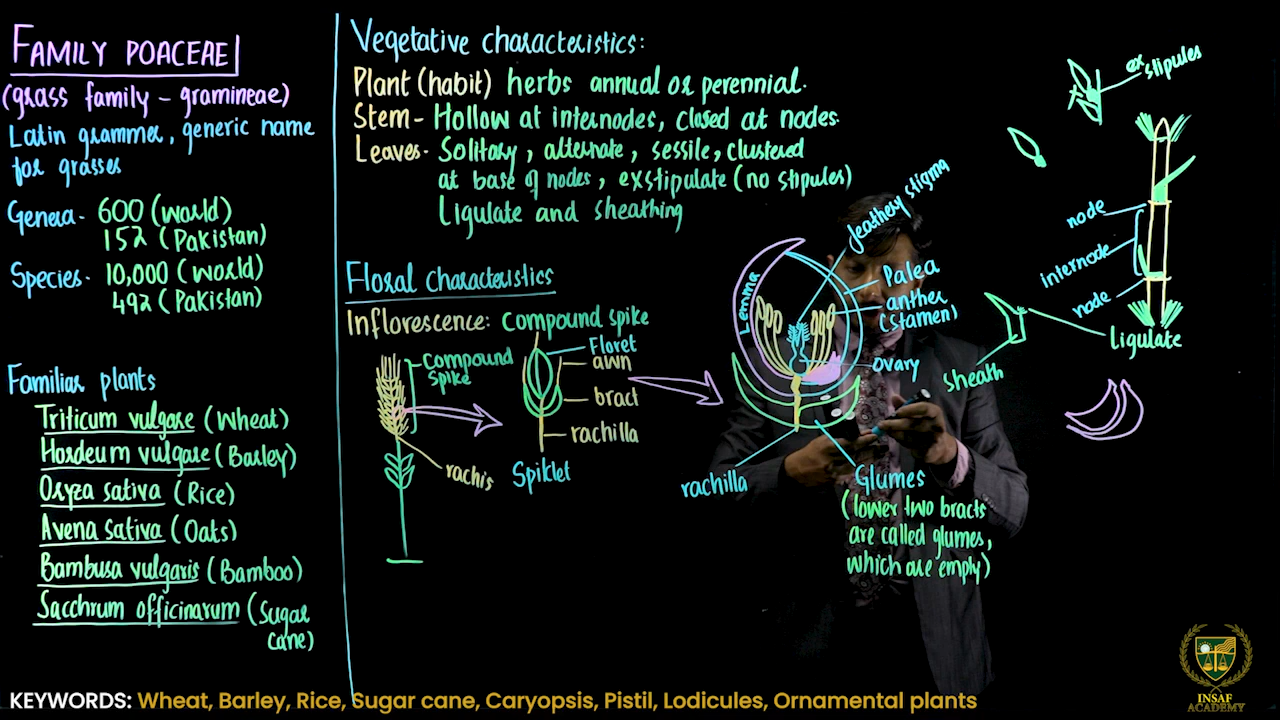 FAMILY POACEAE
(grass family - gramineae)
Latin grammer, generic name
for grasses
Genera- 600 (world)
152 (Pakistan)
Species- 10,000 (world)
492 (Pakistan)
Familiar plants
Triticum vulgare (Wheat)
Hordeum vulgare (Barley)
Oryza sativa (Rice)
Avena sativa (Oats)
Bambusa vulgaris (Bamboo)
Sacchrum officinarum (Sugar
cane)
Vegetative characteristics:
Plant (habit) herbs annual or perennial.
Stem- Hollow at internodes, closed at nodes.
Leaves- Solitary, alternate, sessile, clustered
at base of nodes, exstipulate (no stipules)
Ligulate and sheathing
Floral characteristics
Inflorescence: Compound spike
Compound
Spike
rachis
Floret
awn
bract
rachilla
Spiklet
feathery stigma
Lemma
Palea
anther
(stamen)
ovary
rachilla
Glumes
(lower two bracts
are called glumes,
which are empty)
ex stipules
node
internode
node
Ligulate
sheath
KEYWORDS: Wheat, Barley, Rice, Sugar cane, Caryopsis, Pistil, Lodicules, Ornamental plants
INSAF
ACADEMY